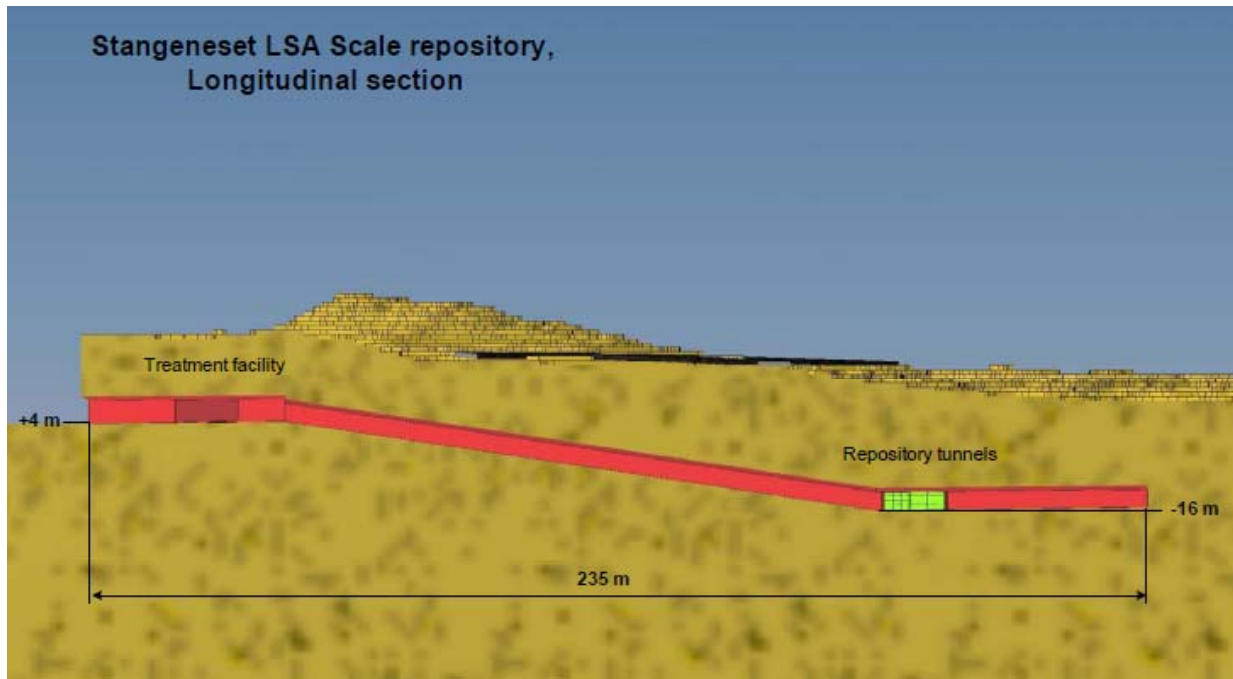 Stangeneset LSA Scale repository,
Longitudinal section
Treatment facility
+4 m
Repository tunnels
-16 m
235 m